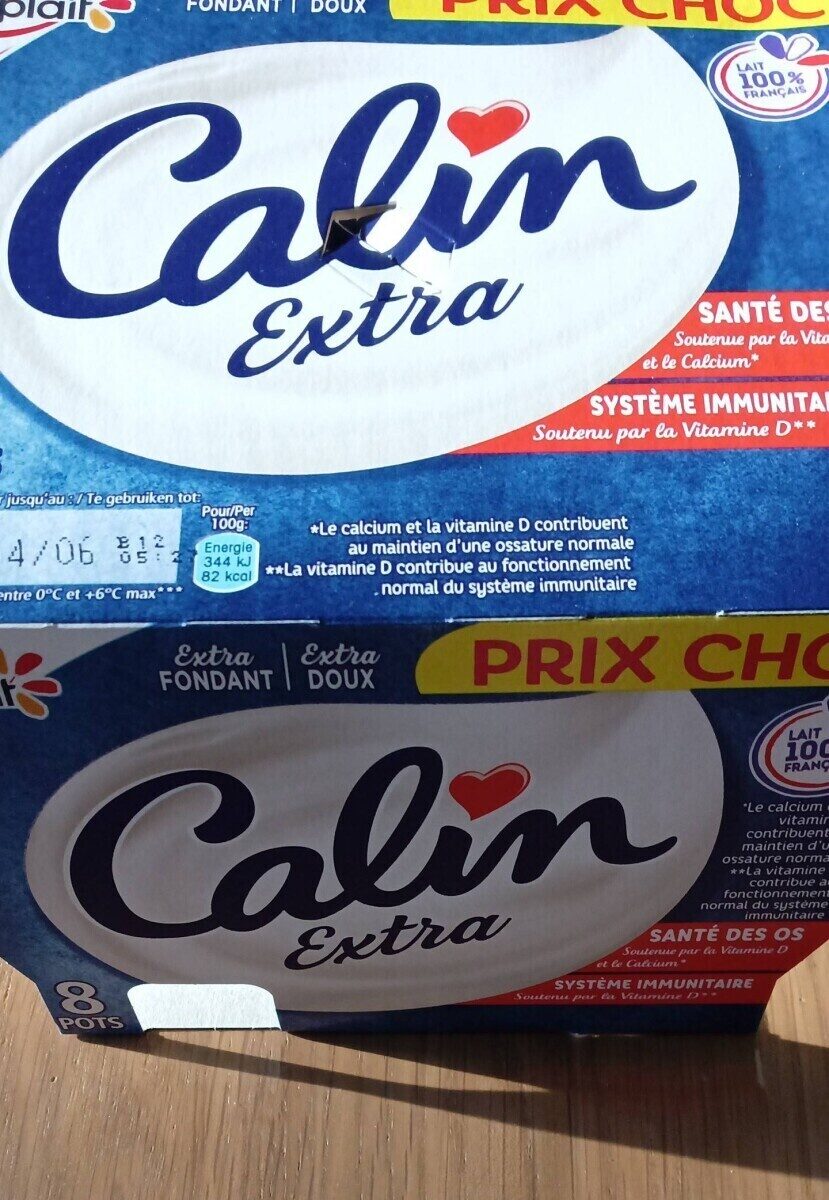 FONDANT | DOUX
PRIX CHOC
LAIT
100%
FRANÇAIS
Calin
Extra
SANTÉ DES
Soutenue par la Vita
et le Calcium*
SYSTÈME IMMUNITAI
Soutenu par la Vitamine D**
jusqu'au : / Te gebruiken tot:
4/06 B12
05:2
Pour/Per
100g:
Energie
344 kJ
82 kcal
entre 0°C et +6°C max***
*Le calcium et la vitamine D contribuent
au maintien d'une ossature normale
**La vitamine D contribue au fonctionnement
normal du système immunitaire
Extra | Extra
FONDANT | DOUX
PRIX CHO
LAIT
100
FRANÇ
Calin
Extra
*Le calcium
vitamin
contribuent
maintien d'u
ossature norma
**La vitamine
contribue a
fonctionnement
normal du système
immunitaire
SANTÉ DES OS
Soutenue par la Vitamine D
et le Calcium*
SYSTÈME IMMUNITAIRE
Soutenu par la Vitamine D**
8
POTS